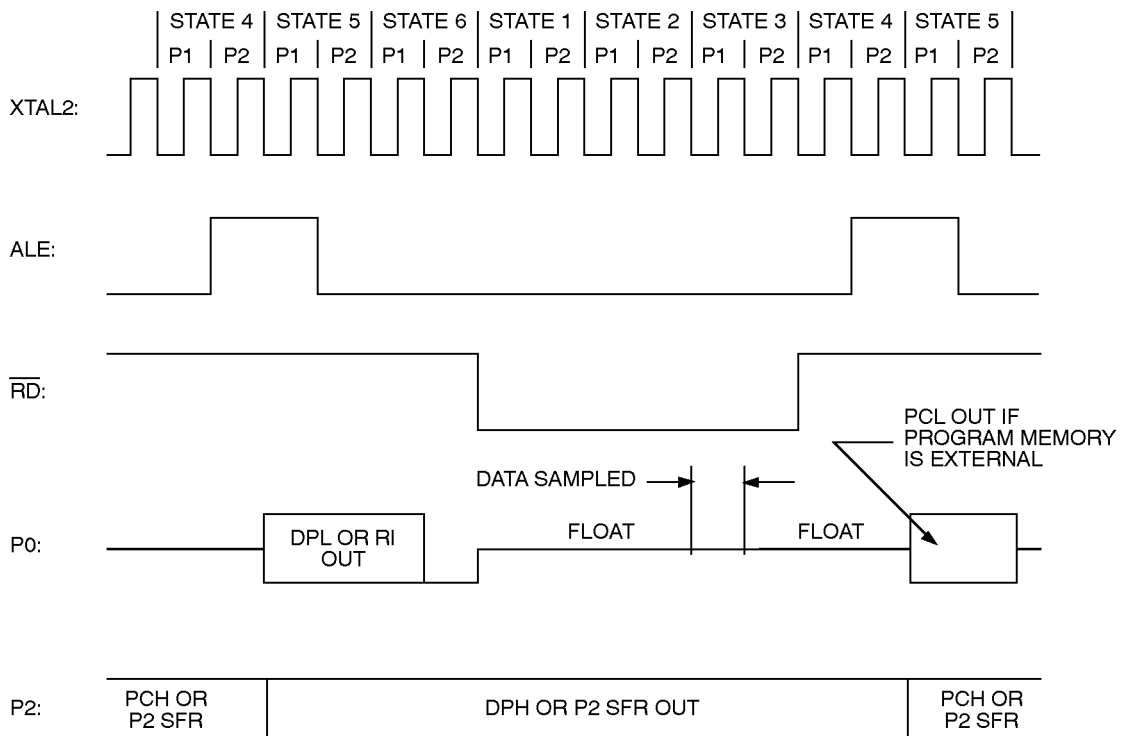 STATE 4 STATE 5 STATE 6 STATE 1 STATE 2 STATE 3 STATE 4 STATE 5
P1 P2 P1 P2 P1 P2 P1 P2 P1 P2 P1 P2 P1 P2 P1 P2
XTAL2:
ALE:
RD:
PCL OUT IF
PROGRAM MEMORY
IS EXTERNAL
DATA SAMPLED
P0:
DPL OR RI
OUT
FLOAT
FLOAT
P2:
PCH OR
P2 SFR
DPH OR P2 SFR OUT
PCH OR
P2 SFR